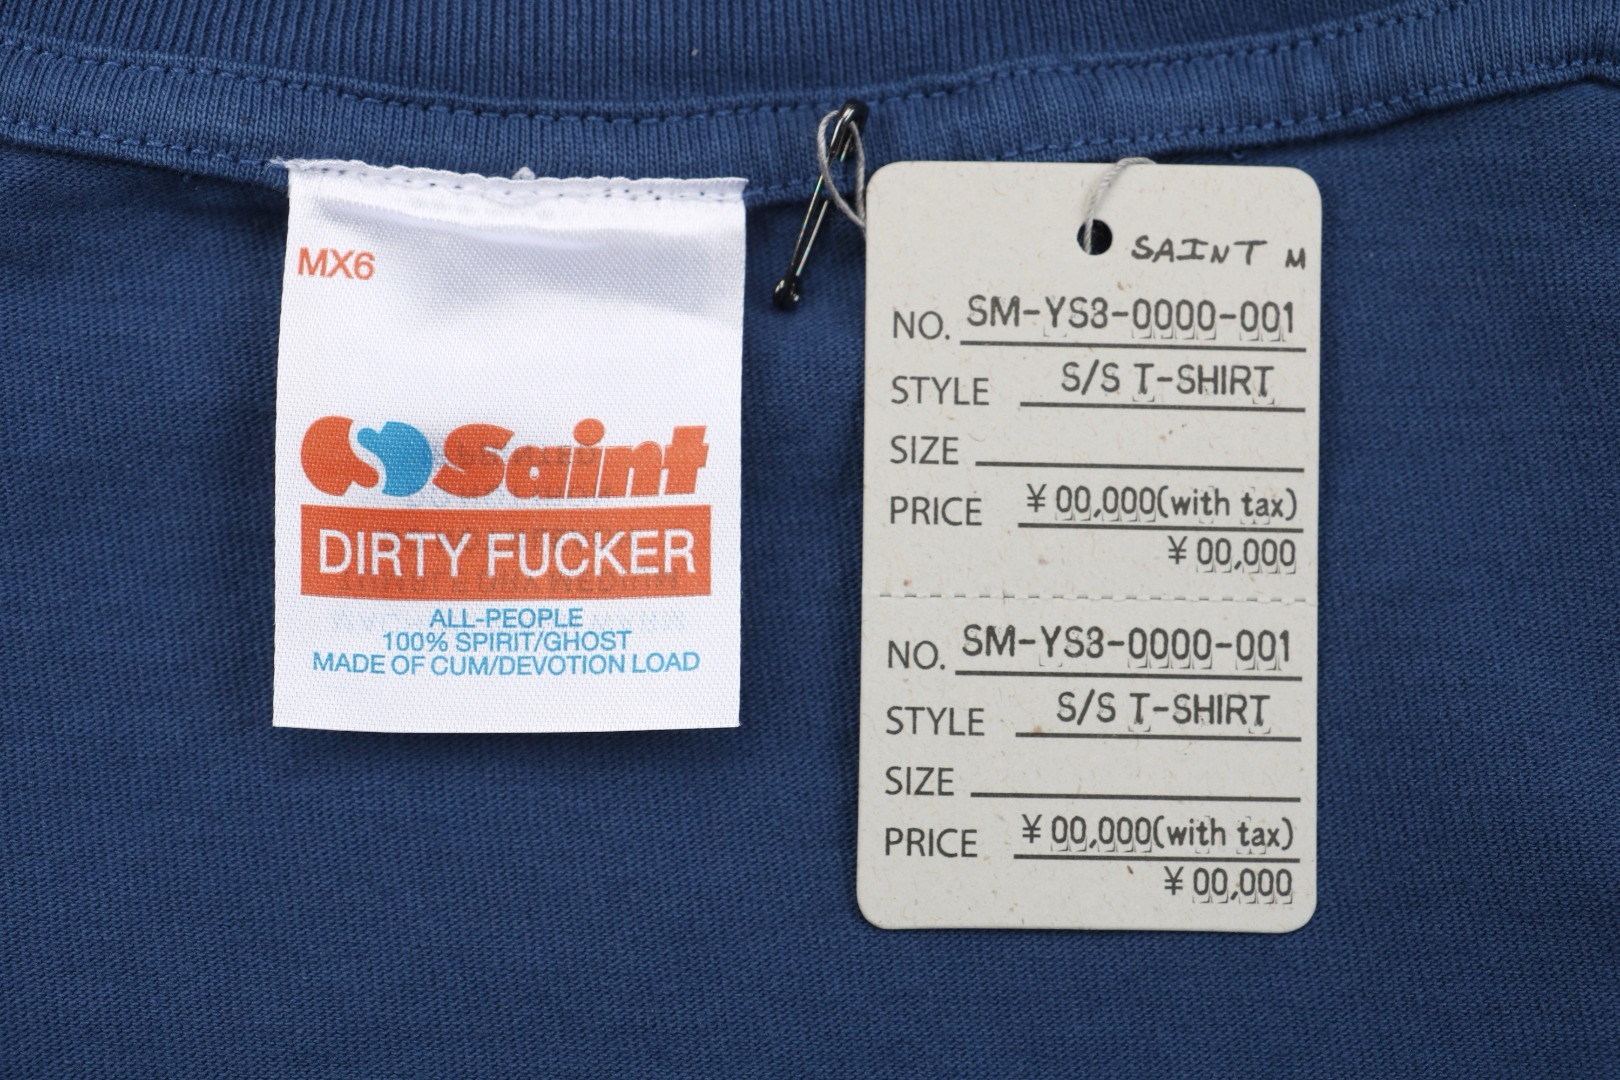 MX6
Saint
DIRTY FUCKER
ALL-PEOPLE
100% SPIRIT/GHOST
MADE OF CUM/DEVOTION LOAD
SAINT M
NO. SM-YS3-0000-001
STYLE S/S T-SHIRT
SIZE
PRICE ¥00,000(with tax)
¥00,000
NO. SM-YS3-0000-001
STYLE S/S T-SHIRT
SIZE
PRICE ¥00,000(with tax)
¥00,000